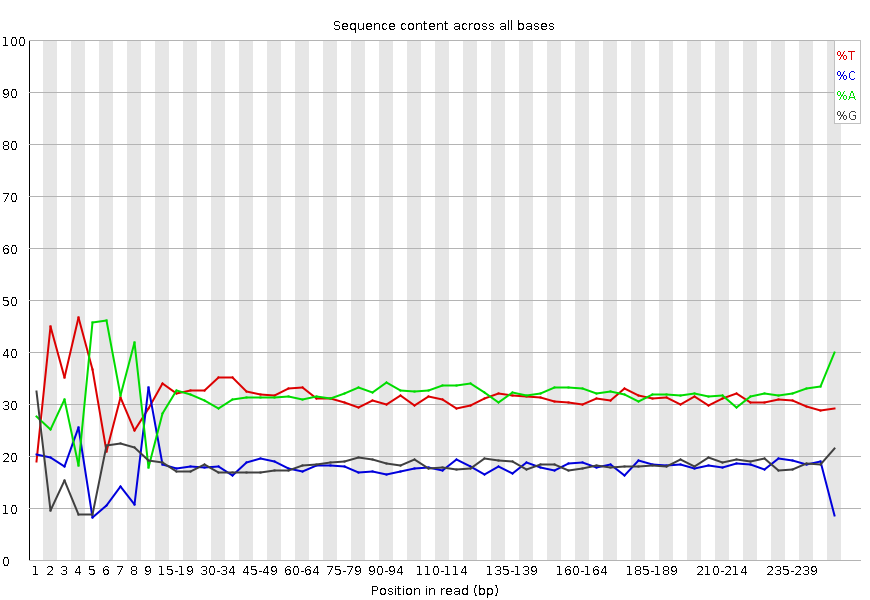 Sequence content across all bases
100
90
80
70
60
50
40
30
20
10
0
%T
%C
%A
%G
1 2 3 4 5 6 7 8 9 15-19 30-34 45-49 60-64 75-79 90-94 110-114 135-139 160-164 185-189 210-214 235-239
Position in read (bp)